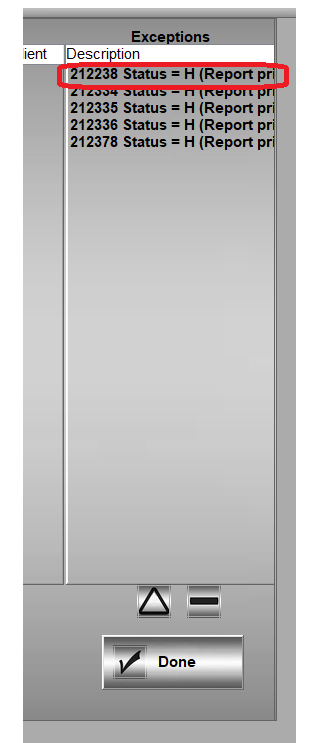 Exceptions
ient Description
212238 Status = H (Report pri
212334 Status = H (Report pri
212335 Status = H (Report pri
212336 Status = H (Report pri
212378 Status = H (Report pri
Done